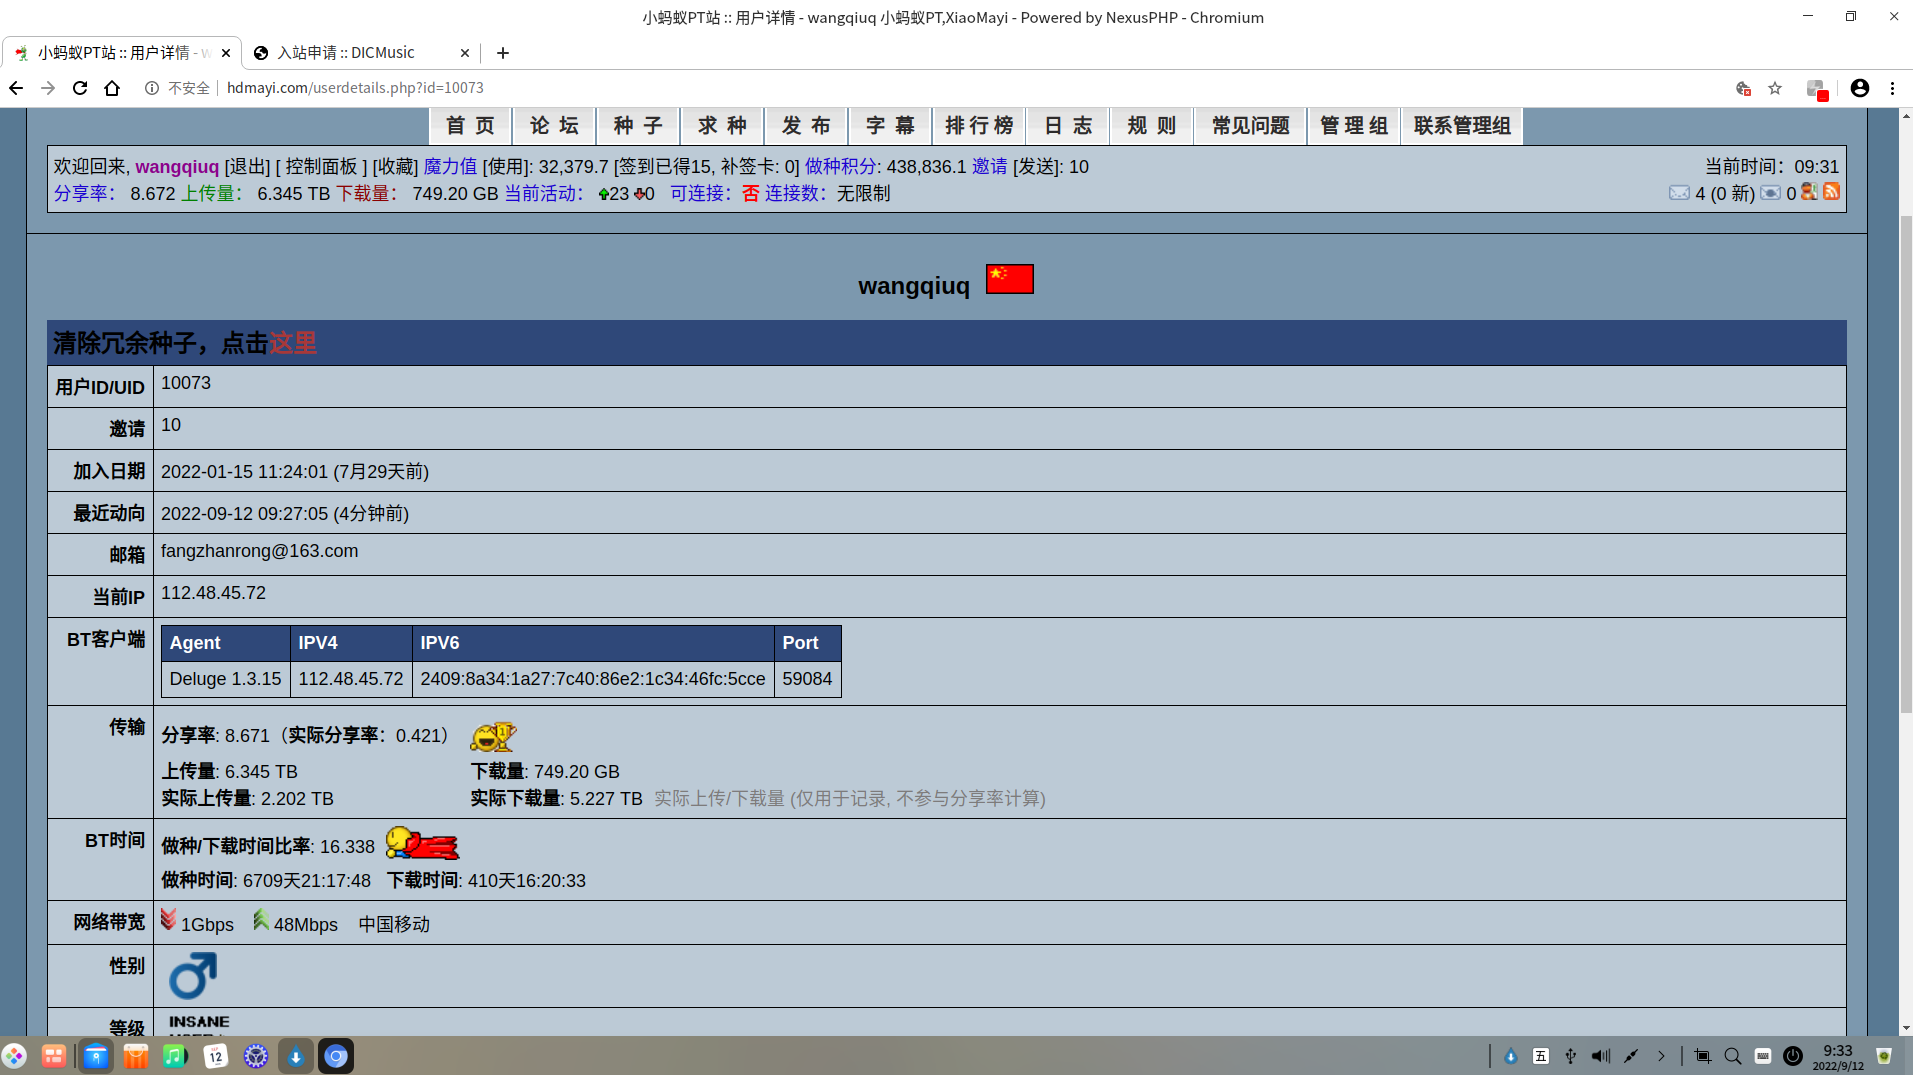 小蚂蚁PT站 :: 用户详情 - wangqiuq 小蚂蚁PT,XiaoMayi - Powered by NexusPHP - Chromium
小蚂蚁PT站 :: 用户详情 - w
入站申请 :: DICMusic
不安全 hdmayi.com/userdetails.php?id=10073
首 页 论 坛 种 子 求 种 发 布 字 幕 排 行 榜 日 志 规 则 常见问题 管 理 组 联系管理组
欢迎回来, wangqiuq [退出] [ 控制面板 ] [收藏] 魔力值 [使用]: 32,379.7 [签到已得15, 补签卡: 0] 做种积分: 438,836.1 邀请 [发送]: 10 当前时间：09:31
分享率： 8.672 上传量： 6.345 TB 下载量： 749.20 GB 当前活动： 23 0 可连接：否 连接数：无限制 4 (0 新) 0
wangqiuq
清除冗余种子，点击这里
用户ID/UID 10073
邀请 10
加入日期 2022-01-15 11:24:01 (7月29天前)
最近动向 2022-09-12 09:27:05 (4分钟前)
邮箱 fangzhanrong@163.com
当前IP 112.48.45.72
BT客户端 Agent IPV4 IPV6 Port
Deluge 1.3.15 112.48.45.72 2409:8a34:1a27:7c40:86e2:1c34:46fc:5cce 59084
传输 分享率: 8.671（实际分享率：0.421）
上传量: 6.345 TB 下载量: 749.20 GB
实际上传量: 2.202 TB 实际下载量: 5.227 TB 实际上传/下载量 (仅用于记录, 不参与分享率计算)
BT时间 做种/下载时间比率: 16.338
做种时间: 6709天21:17:48 下载时间: 410天16:20:33
网络带宽 1Gbps 48Mbps 中国移动
性别
等级 INSANE
12
五
9:33
2022/9/12